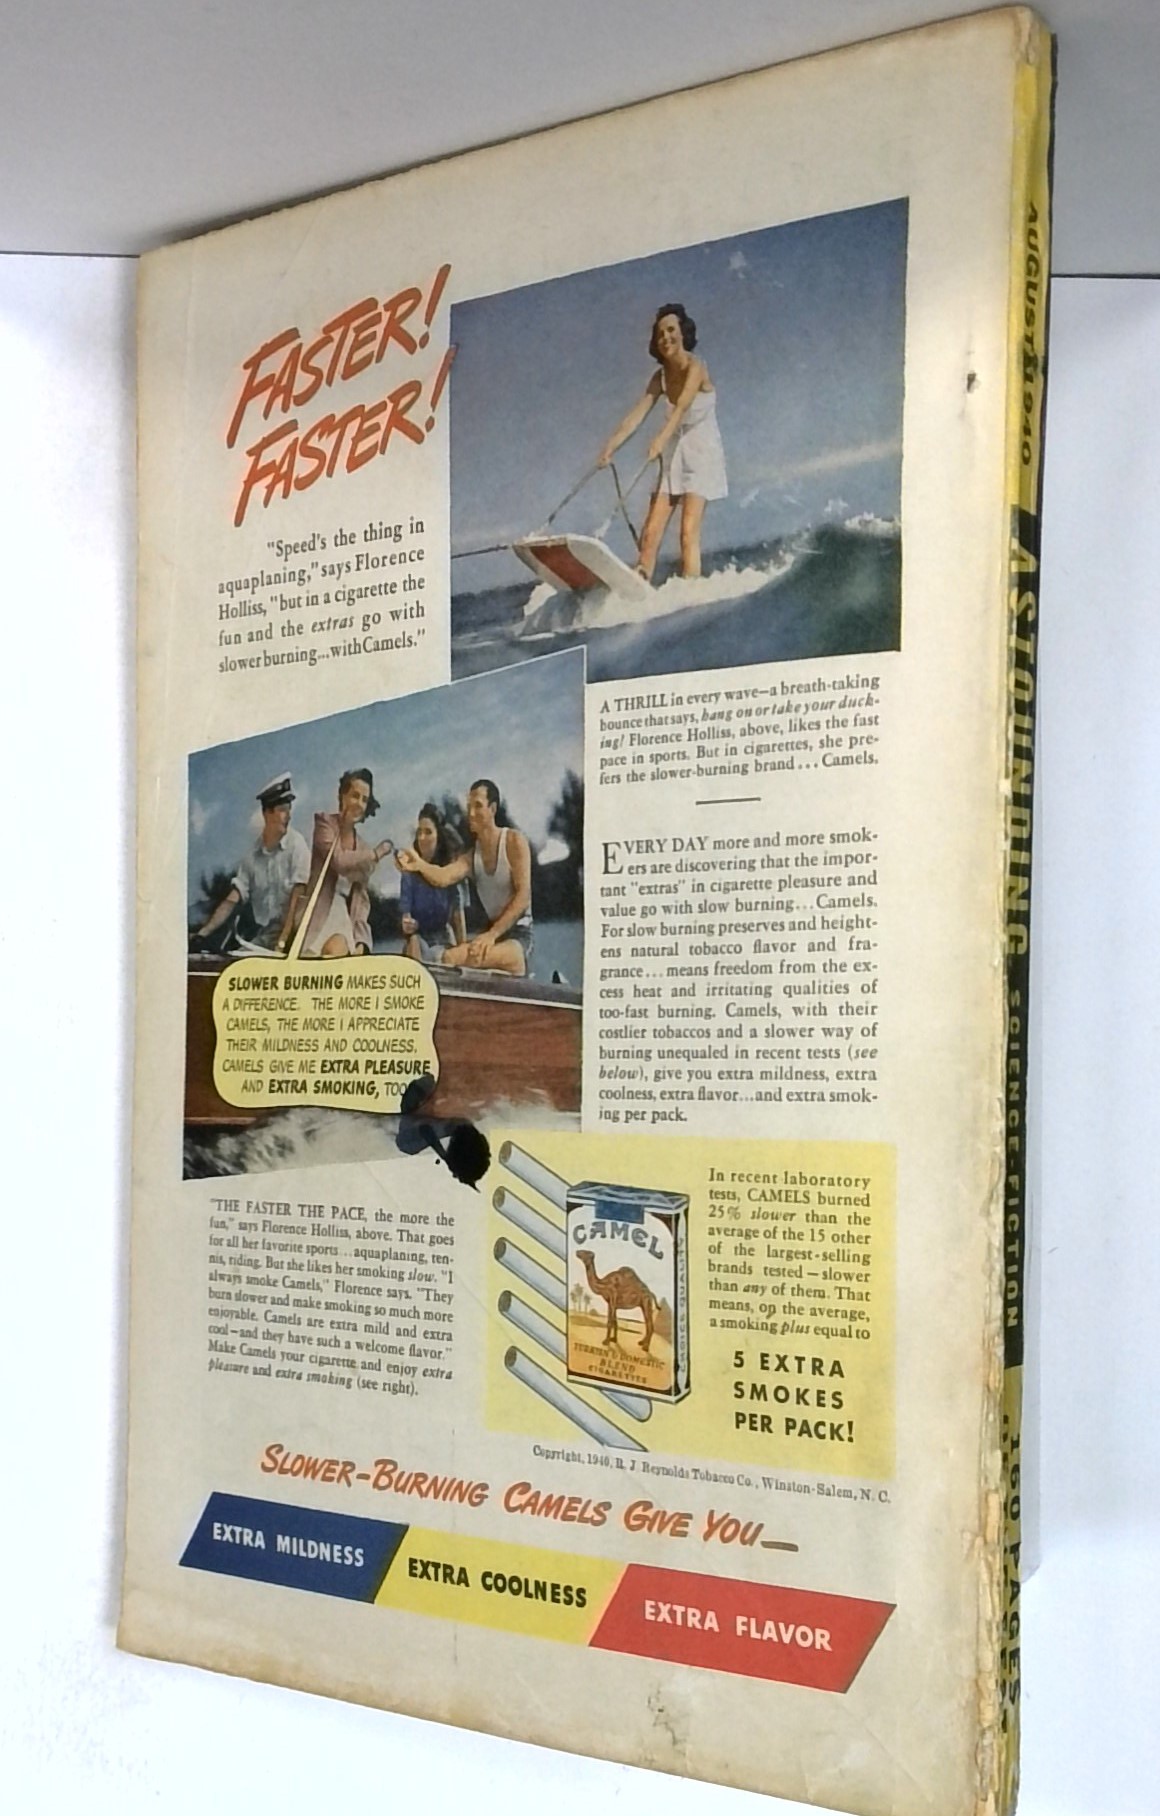 FASTER!
FASTER!
"Speed's the thing in
aquaplaning," says Florence
Holliss, "but in a cigarette the
fun and the extras go with
slower burning...with Camels."
A THRILL in every wave—a breath-taking
bounce that says, hang on or take your duck-
ing! Florence Holliss, above, likes the fast
pace in sports. But in cigarettes, she pre-
fers the slower-burning brand... Camels.
EVERY DAY more and more smok-
ers are discovering that the impor-
tant "extras" in cigarette pleasure and
value go with slow burning... Camels.
For slow burning preserves and height-
ens natural tobacco flavor and fra-
grance... means freedom from the ex-
cess heat and irritating qualities of
too-fast burning. Camels, with their
costlier tobaccos and a slower way of
burning unequaled in recent tests (see
below), give you extra mildness, extra
coolness, extra flavor...and extra smok-
ing per pack.
SLOWER BURNING MAKES SUCH
A DIFFERENCE. THE MORE I SMOKE
CAMELS, THE MORE I APPRECIATE
THEIR MILDNESS AND COOLNESS.
CAMELS GIVE ME EXTRA PLEASURE
AND EXTRA SMOKING, TOO
"THE FASTER THE PACE, the more the
fun," says Florence Holliss, above. That goes
for all her favorite sports...aquaplaning, ten-
nis, riding. But she likes her smoking slow. "I
always smoke Camels," Florence says. "They
burn slower and make smoking so much more
enjoyable. Camels are extra mild and extra
cool—and they have such a welcome flavor."
Make Camels your cigarette and enjoy extra
pleasure and extra smoking (see right).
CAMEL
TURKISH & DOMESTIC
BLEND
CIGARETTES
CHOICE QUALITY
In recent laboratory
tests, CAMELS burned
25% slower than the
average of the 15 other
of the largest-selling
brands tested—slower
than any of them. That
means, on the average,
a smoking plus equal to
5 EXTRA
SMOKES
PER PACK!
Copyright, 1940, R. J. Reynolds Tobacco Co., Winston-Salem, N. C.
SLOWER-BURNING CAMELS GIVE YOU—
EXTRA MILDNESS
EXTRA COOLNESS
EXTRA FLAVOR
AUGUST 1940
ASTOUNDING SCIENCE-FICTION
160 PAGES